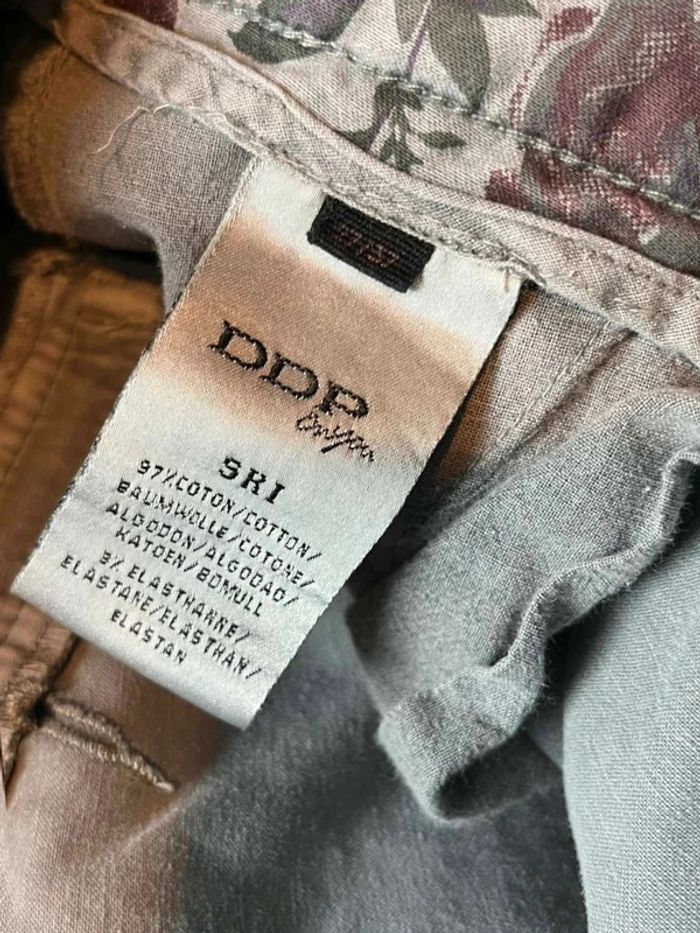 DDP
SRI
97%COTON/COTTON/
BAUMWOLLE/COTONE/
ALGODON/ALGODAO/
KATOEN/BOMULL
3% ELASTHANNE/
ELASTANE/ELASTHAN/
ELASTAN